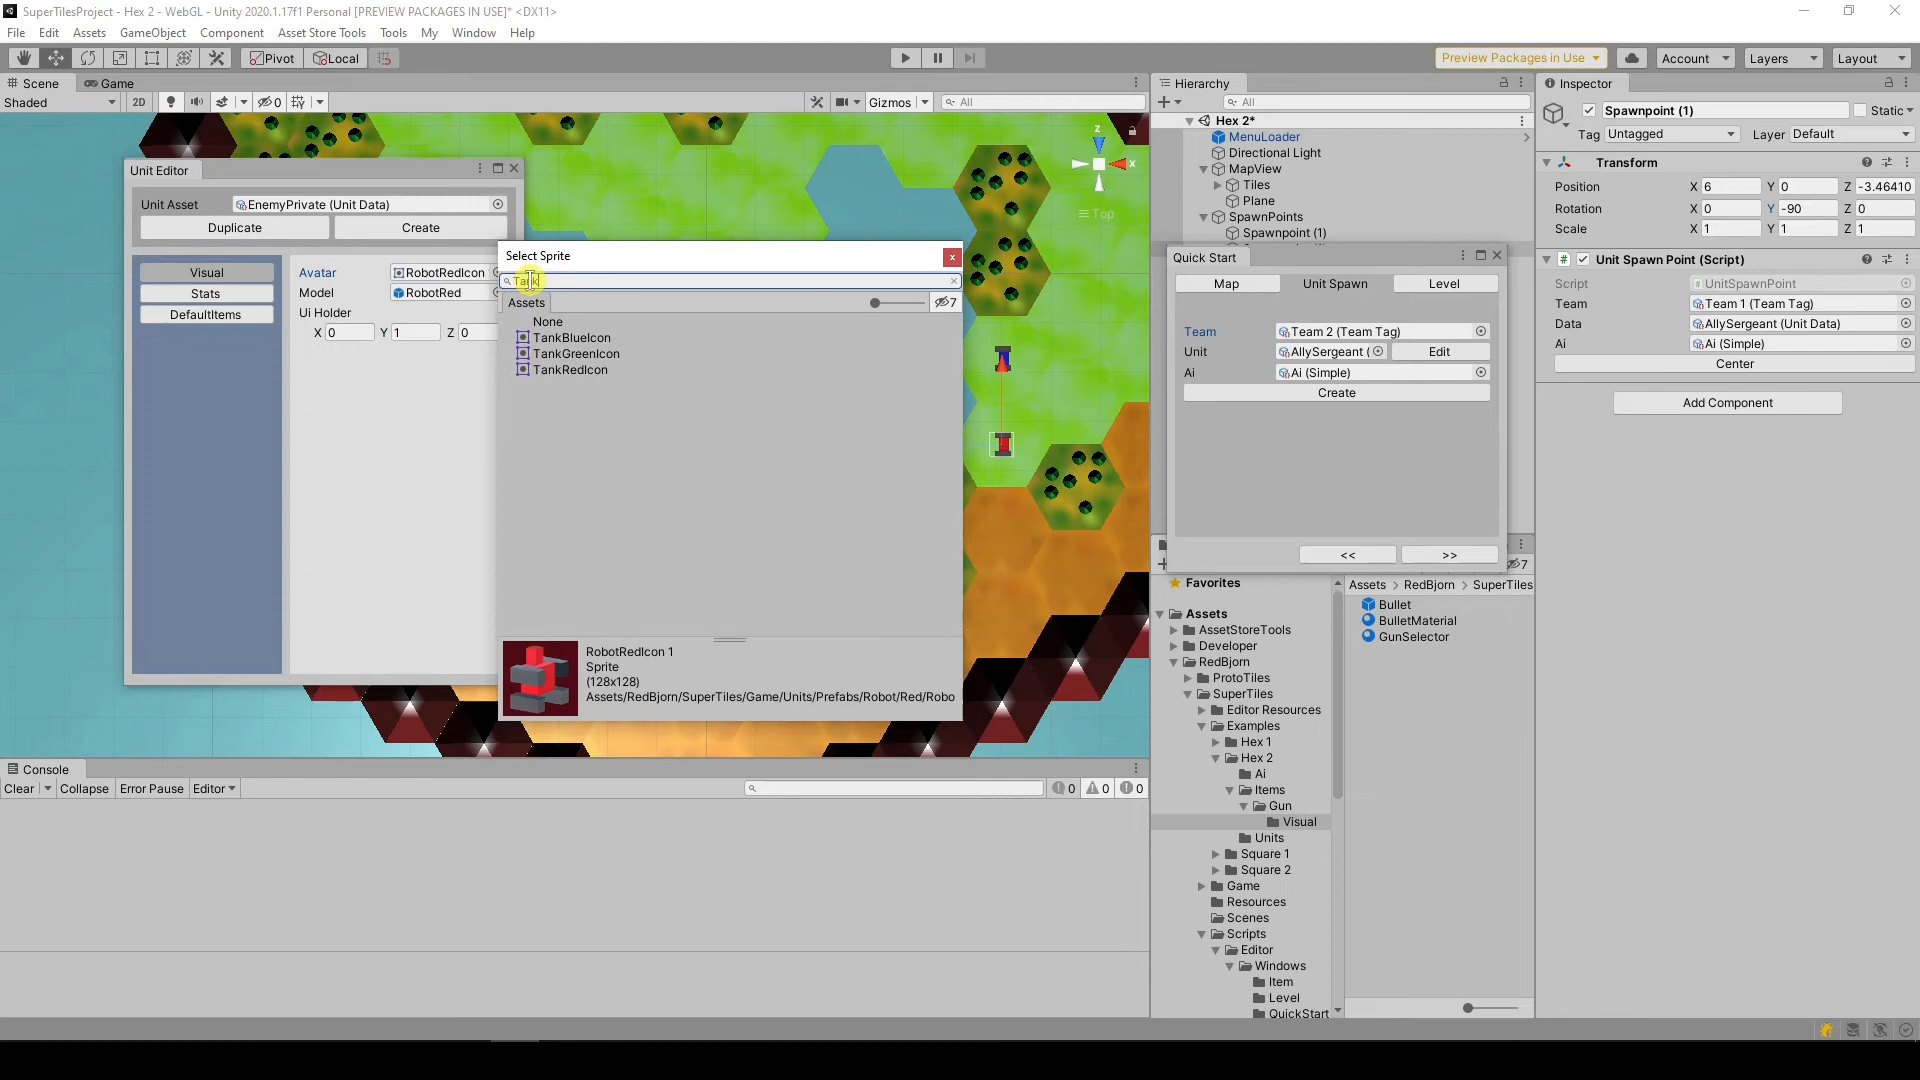 SuperTilesProject - Hex 2 - WebGL - Unity 2020.1.17f1 Personal [PREVIEW PACKAGES IN USE]* <DX11>
File Edit Assets GameObject Component Asset Store Tools Tools My Window Help
Pivot Local Preview Packages in Use Account Layers Layout
Scene Game
Shaded 2D 0 Gizmos All
Z
x
Top
Unit Editor
Unit Asset EnemyPrivate (Unit Data)
Duplicate Create
Visual
Stats
DefaultItems
Avatar RobotRedIcon
Model RobotRed
Ui Holder
X 0 Y 1 Z 0
Select Sprite
x
Tank
Assets 7
None
TankBlueIcon
TankGreenIcon
TankRedIcon
RobotRedIcon 1
Sprite
(128x128)
Assets/RedBjorn/SuperTiles/Game/Units/Prefabs/Robot/Red/Robo
Console
Clear Collapse Error Pause Editor 0 0 0
Hierarchy
All
Hex 2*
MenuLoader
Directional Light
MapView
Tiles
Plane
SpawnPoints
Spawnpoint (1)
Quick Start
Map Unit Spawn Level
Team Team 2 (Team Tag)
Unit AllySergeant ( Edit
Ai Ai (Simple)
Create
<< >>
7
Favorites
Assets
AssetStoreTools
Developer
RedBjorn
ProtoTiles
SuperTiles
Editor Resources
Examples
Hex 1
Hex 2
Ai
Items
Gun
Visual
Units
Square 1
Square 2
Game
Resources
Scenes
Scripts
Editor
Windows
Item
Level
QuickStart
Assets > RedBjorn > SuperTiles
Bullet
BulletMaterial
GunSelector
Inspector
Spawnpoint (1) Static
Tag Untagged Layer Default
Transform
Position X 6 Y 0 Z -3.46410
Rotation X 0 Y -90 Z 0
Scale X 1 Y 1 Z 1
Unit Spawn Point (Script)
Script UnitSpawnPoint
Team Team 1 (Team Tag)
Data AllySergeant (Unit Data)
Ai Ai (Simple)
Center
Add Component